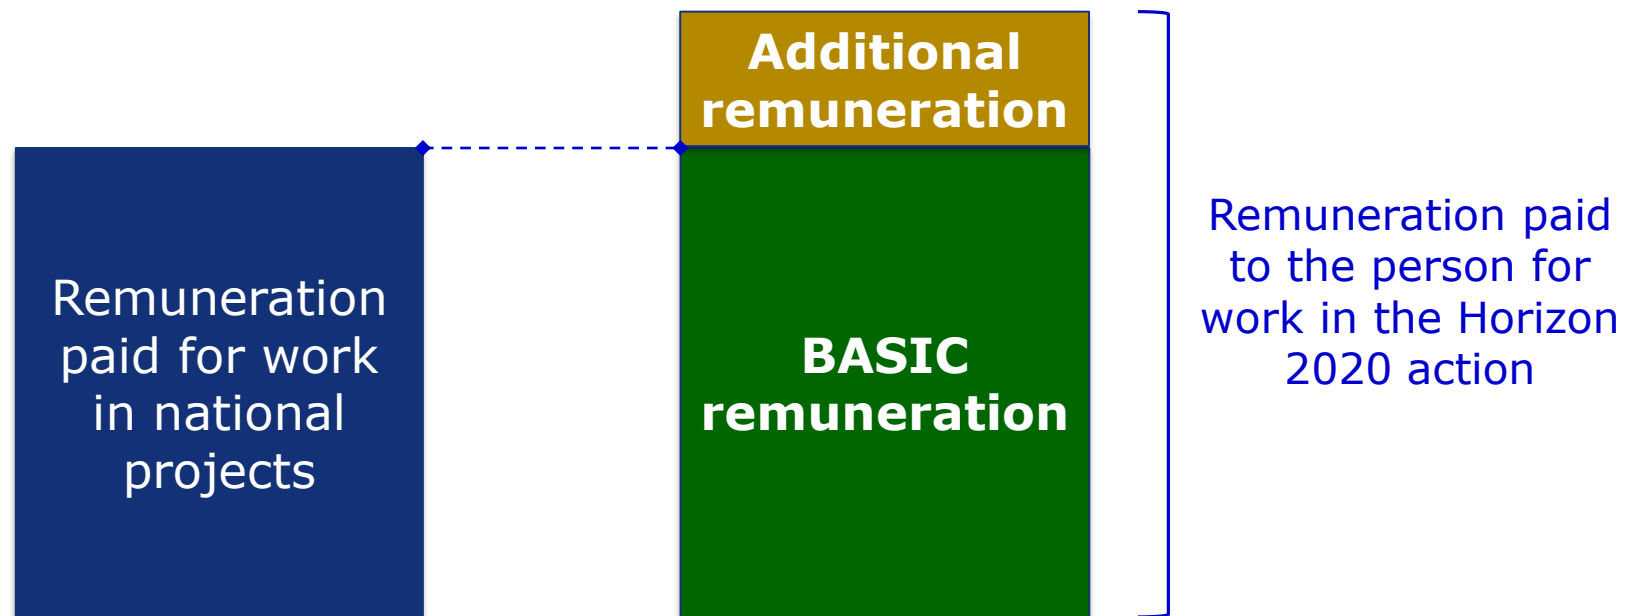 Additional
remuneration
Remuneration
paid for work
in national
projects
BASIC
remuneration
Remuneration paid
to the person for
work in the Horizon
2020 action